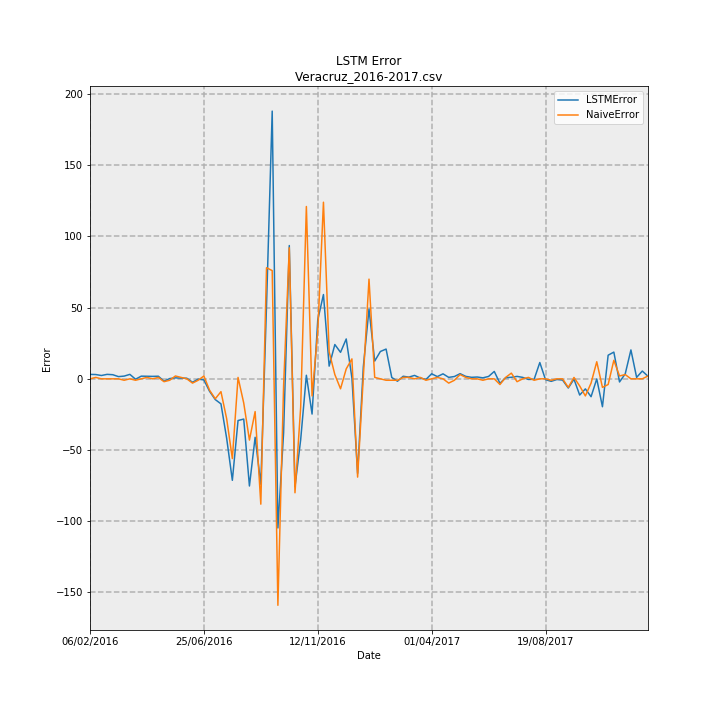 LSTM Error
Veracruz_2016-2017.csv
LSTMError
NaiveError
200
150
100
50
0
−50
−100
−150
Error
06/02/2016
25/06/2016
12/11/2016
01/04/2017
19/08/2017
Date